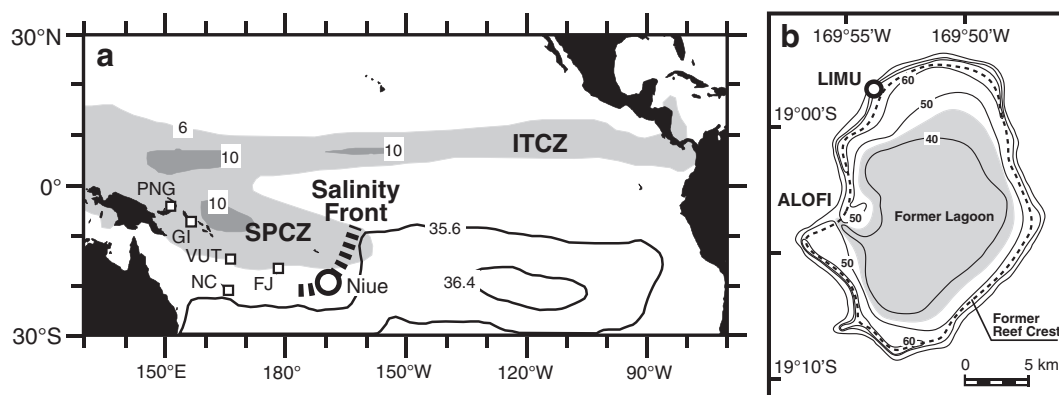 a
30°N
0°
30°S
6
10
10
10
ITCZ
PNG
GI
SPCZ
Salinity
Front
VUT
NC
FJ
Niue
35.6
36.4
150°E
180°
150°W
120°W
90°W
b
169°55'W
169°50'W
LIMU
60
50
40
19°00'S
ALOFI
50
Former Lagoon
50
60
Former
Reef Crest
19°10'S
0
5 km